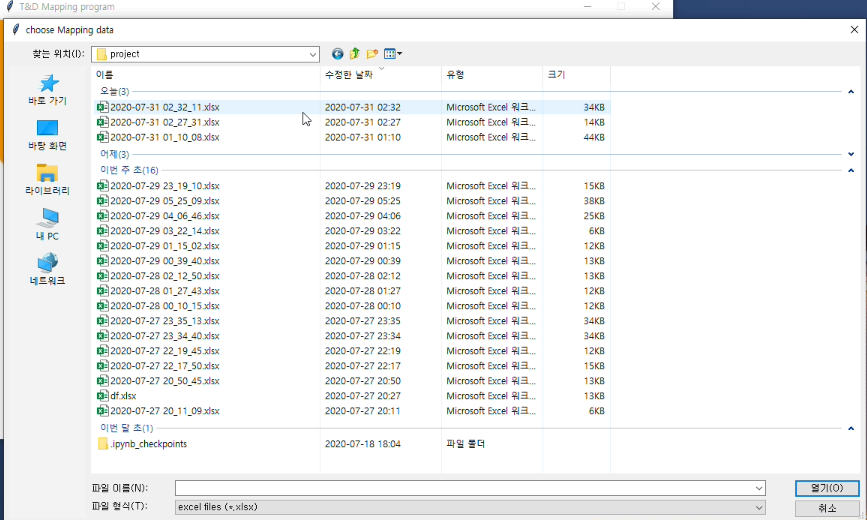 T&D Mapping program
choose Mapping data
찾는 위치(I): project
이름 수정한 날짜 유형 크기
오늘(3)
2020-07-31 02_32_11.xlsx 2020-07-31 02:32 Microsoft Excel 워크... 34KB
2020-07-31 02_27_31.xlsx 2020-07-31 02:27 Microsoft Excel 워크... 14KB
2020-07-31 01_10_08.xlsx 2020-07-31 01:10 Microsoft Excel 워크... 44KB
어제(3)
이번 주 초(16)
2020-07-29 23_19_10.xlsx 2020-07-29 23:19 Microsoft Excel 워크... 15KB
2020-07-29 05_25_09.xlsx 2020-07-29 05:25 Microsoft Excel 워크... 38KB
2020-07-29 04_06_46.xlsx 2020-07-29 04:06 Microsoft Excel 워크... 25KB
2020-07-29 03_22_14.xlsx 2020-07-29 03:22 Microsoft Excel 워크... 6KB
2020-07-29 01_15_02.xlsx 2020-07-29 01:15 Microsoft Excel 워크... 12KB
2020-07-29 00_39_40.xlsx 2020-07-29 00:39 Microsoft Excel 워크... 13KB
2020-07-28 02_12_50.xlsx 2020-07-28 02:12 Microsoft Excel 워크... 13KB
2020-07-28 01_27_43.xlsx 2020-07-28 01:27 Microsoft Excel 워크... 12KB
2020-07-28 00_10_15.xlsx 2020-07-28 00:10 Microsoft Excel 워크... 12KB
2020-07-27 23_35_13.xlsx 2020-07-27 23:35 Microsoft Excel 워크... 34KB
2020-07-27 23_34_40.xlsx 2020-07-27 23:34 Microsoft Excel 워크... 34KB
2020-07-27 22_19_45.xlsx 2020-07-27 22:19 Microsoft Excel 워크... 12KB
2020-07-27 22_17_50.xlsx 2020-07-27 22:17 Microsoft Excel 워크... 15KB
2020-07-27 20_50_45.xlsx 2020-07-27 20:50 Microsoft Excel 워크... 13KB
df.xlsx 2020-07-27 20:27 Microsoft Excel 워크... 13KB
2020-07-27 20_11_09.xlsx 2020-07-27 20:11 Microsoft Excel 워크... 6KB
이번 달 초(1)
.ipynb_checkpoints 2020-07-18 18:04 파일 폴더
바로 가기
바탕 화면
라이브러리
내 PC
네트워크
파일 이름(N): 열기(O)
파일 형식(T): excel files (*.xlsx) 취소